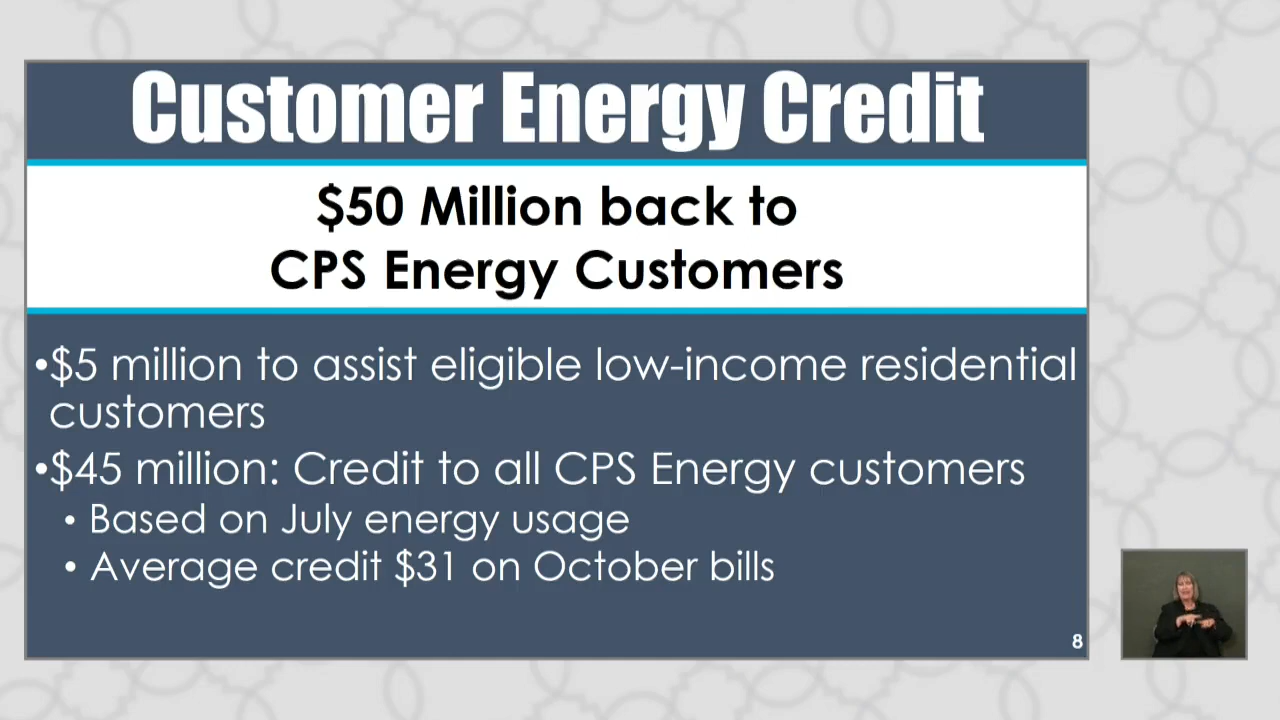 Customer Energy Credit
$50 Million back to
CPS Energy Customers
•$5 million to assist eligible low-income residential
customers
•$45 million: Credit to all CPS Energy customers
• Based on July energy usage
• Average credit $31 on October bills
8